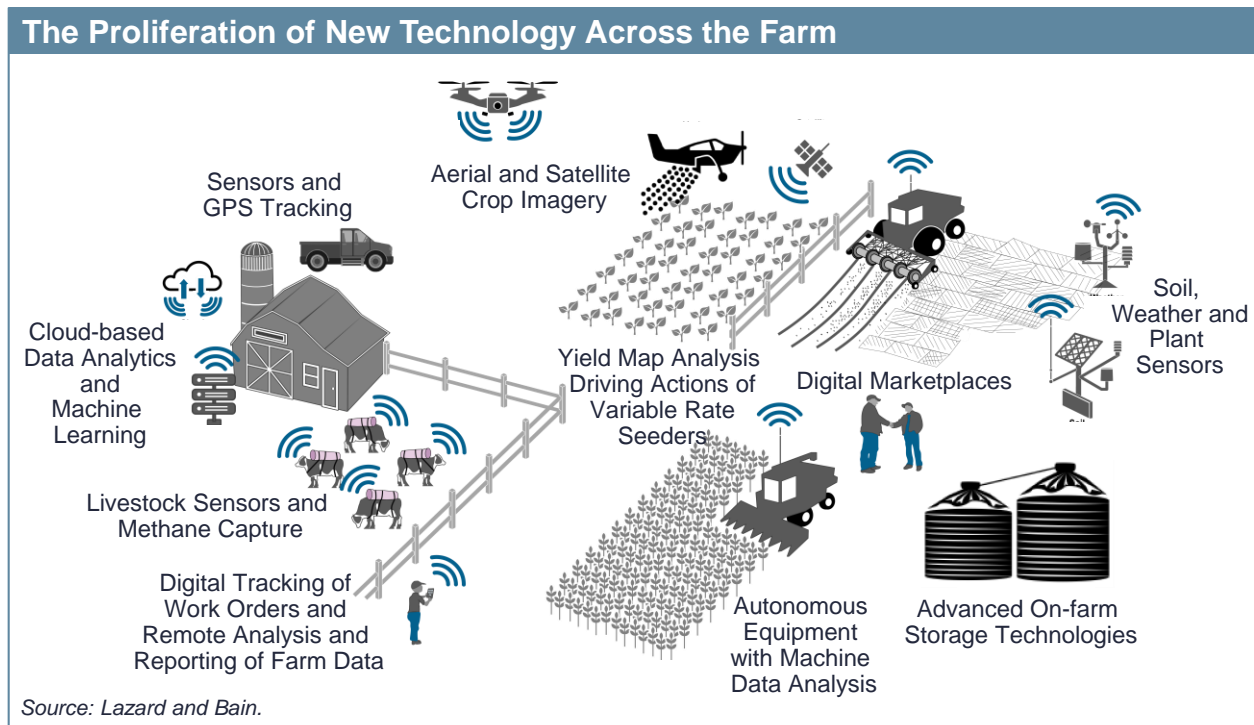 The Proliferation of New Technology Across the Farm
Aerial and Satellite
Crop Imagery
Sensors and
GPS Tracking
Cloud-based
Data Analytics
and
Machine
Learning
Yield Map Analysis
Driving Actions of
Variable Rate
Seeders
Digital Marketplaces
Soil,
Weather and
Plant
Sensors
Livestock Sensors and
Methane Capture
Digital Tracking of
Work Orders and
Remote Analysis and
Reporting of Farm Data
Autonomous
Equipment
with Machine
Data Analysis
Advanced On-farm
Storage Technologies
Source: Lazard and Bain.